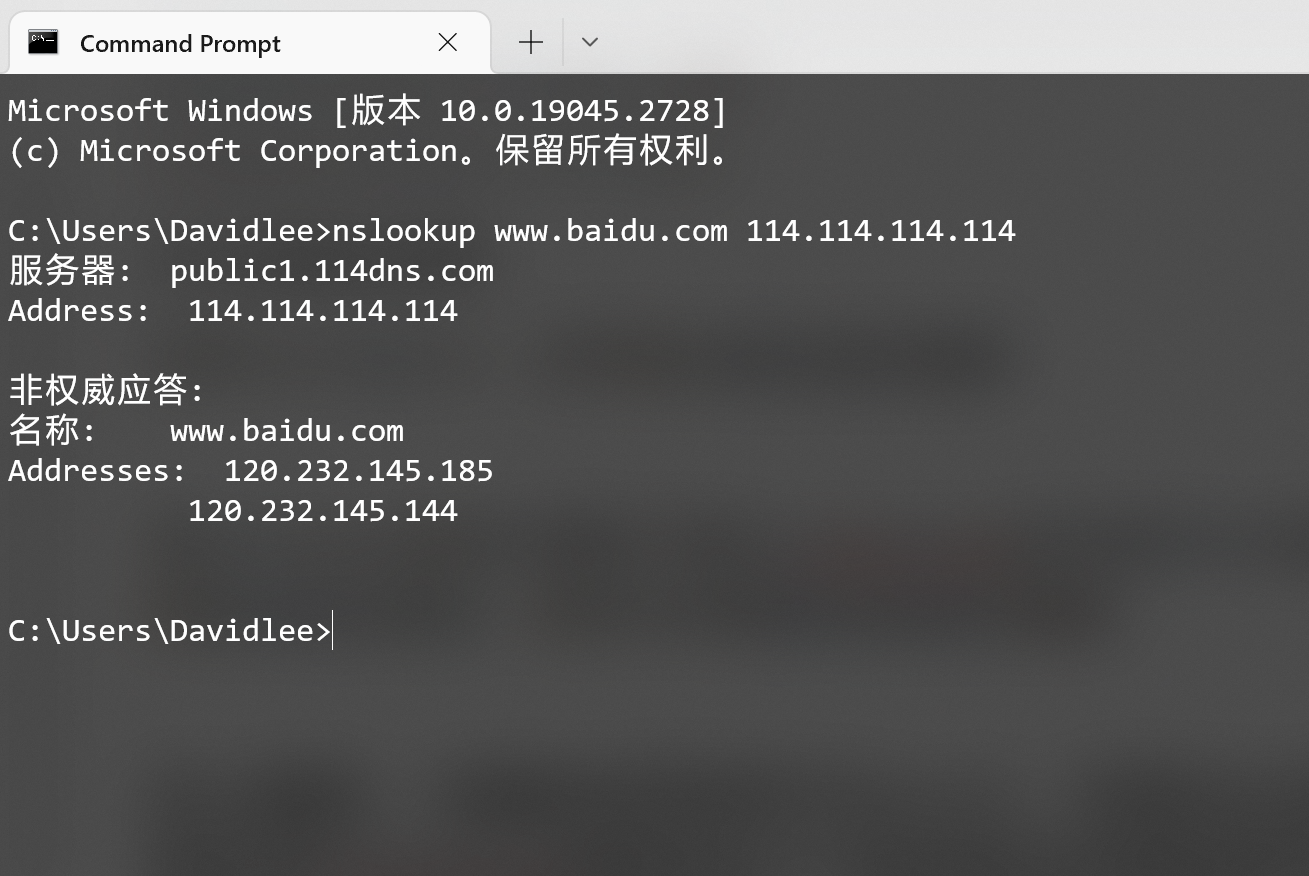 Command Prompt
Microsoft Windows [版本 10.0.19045.2728]
(c) Microsoft Corporation。保留所有权利。
C:\Users\Davidlee>nslookup www.baidu.com 114.114.114.114
服务器:  public1.114dns.com
Address:  114.114.114.114
非权威应答:
名称:    www.baidu.com
Addresses:  120.232.145.185
          120.232.145.144
C:\Users\Davidlee>